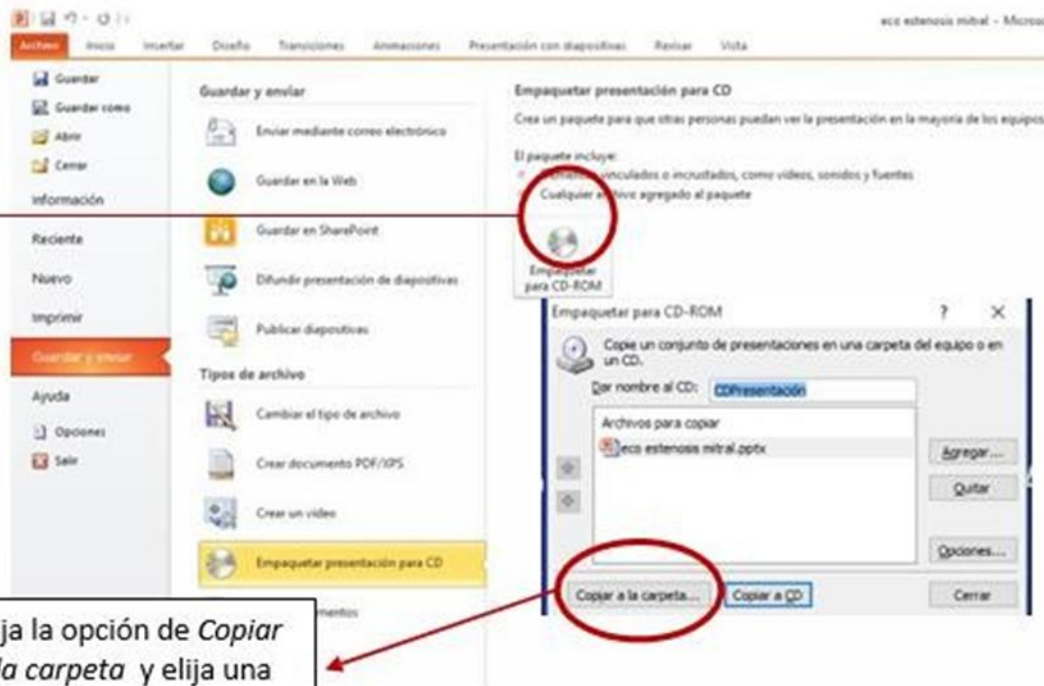 eco estenosis mitral - Micros
Archivo Inicio Insertar Diseño Transiciones Animaciones Presentación con diapositivas Revisar Vista
Guardar
Guardar como
Abrir
Cerrar
Información
Reciente
Nuevo
Imprimir
Guardar y enviar
Ayuda
Opciones
Salir
Guardar y enviar
Enviar mediante correo electrónico
Guardar en la Web
Guardar en SharePoint
Difundir presentación de diapositivas
Publicar diapositivas
Tipos de archivo
Cambiar el tipo de archivo
Crear documento PDF/XPS
Crear un vídeo
Empaquetar presentación para CD
mentos
Empaquetar presentación para CD
Crea un paquete para que otras personas puedan ver la presentación en la mayoría de los equipos
El paquete incluye:
vinculados o incrustados, como vídeos, sonidos y fuentes
Cualquier archivo agregado al paquete
Empaquetar
para CD-ROM
Empaquetar para CD-ROM ? ×
Copie un conjunto de presentaciones en una carpeta del equipo o en
un CD.
Dar nombre al CD: CDPresentación
Archivos para copiar
eco estenosis mitral.pptx
Agregar...
Quitar
Opciones...
Copiar a la carpeta... Copiar a CD Cerrar
ja la opción de Copiar
la carpeta y elija una